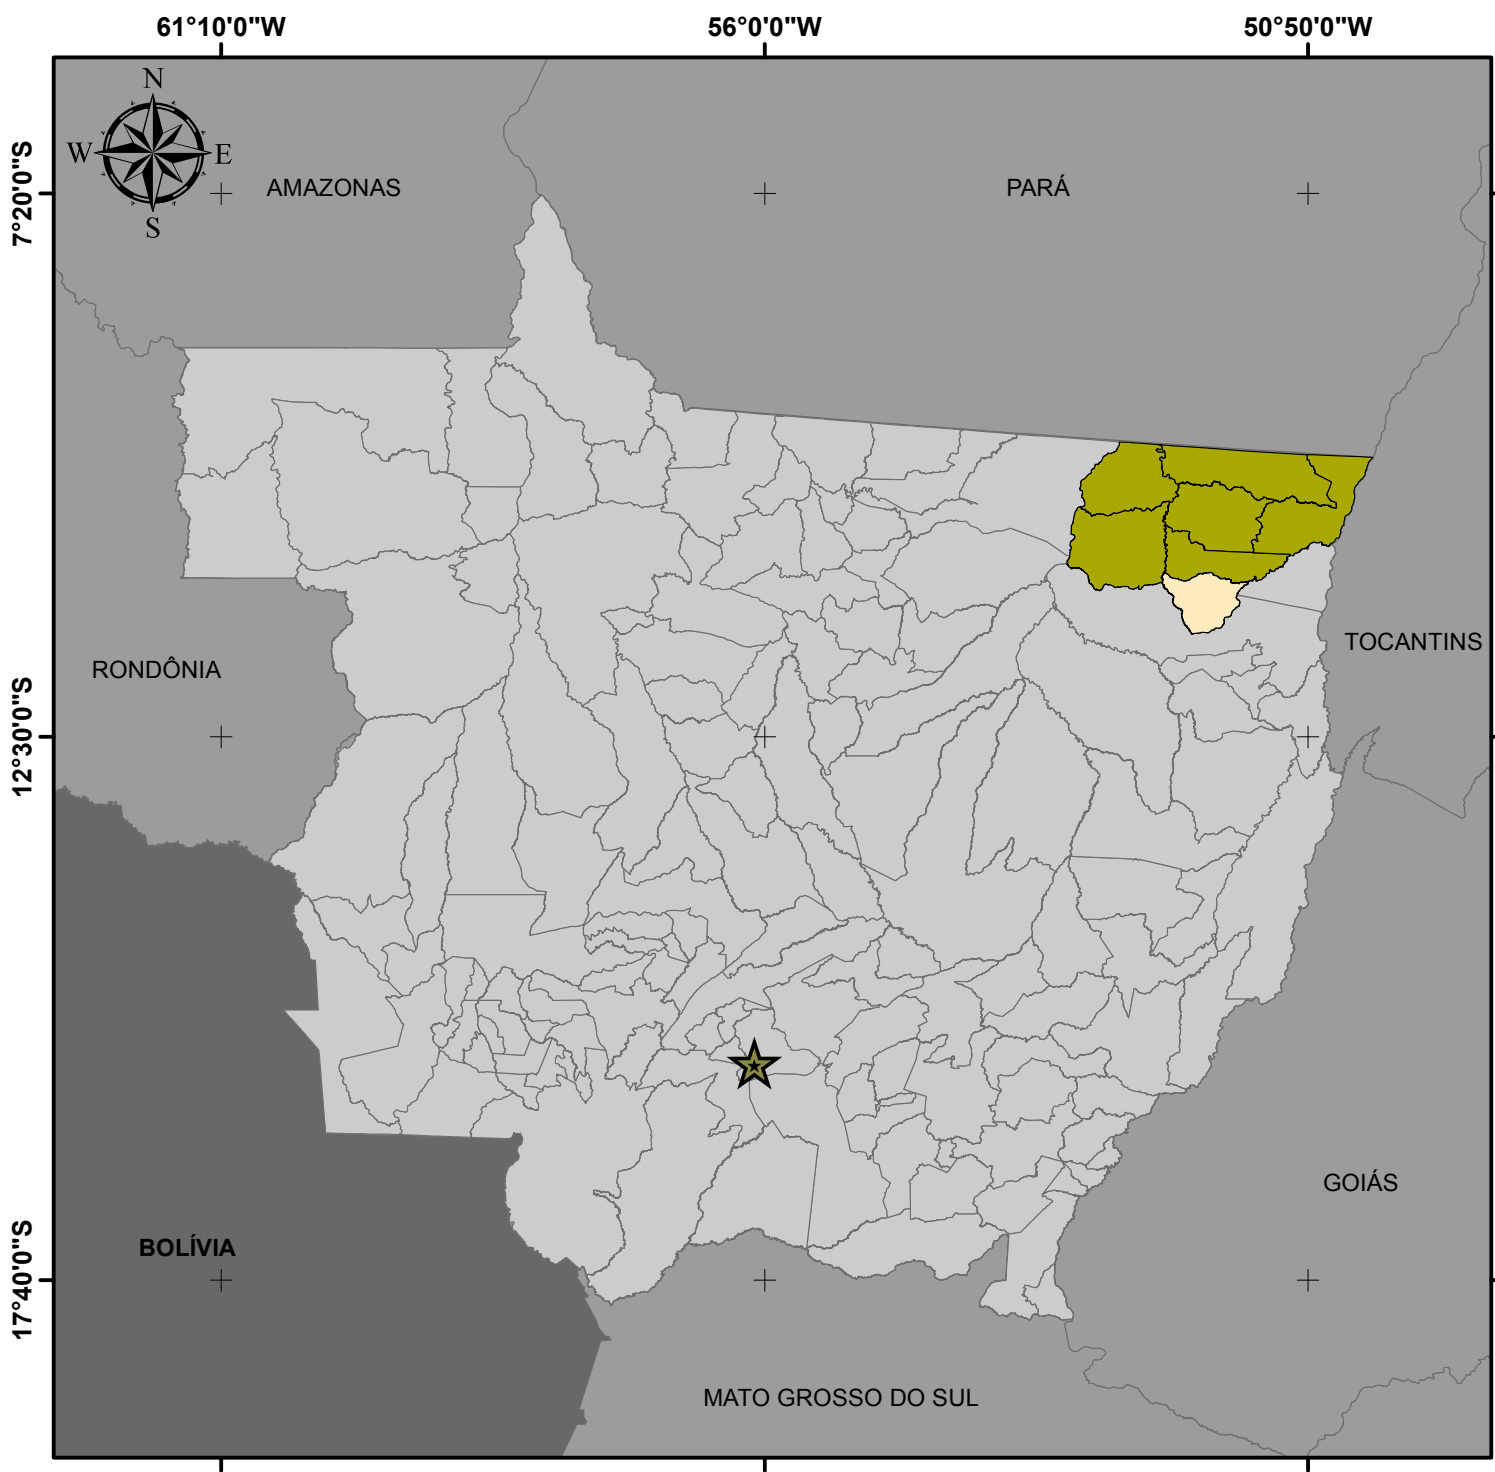 61°10'0"W 56°0'0"W 50°50'0"W
N
W E
S
7°20'0"S
AMAZONAS
PARÁ
12°30'0"S
RONDÔNIA
TOCANTINS
17°40'0"S
BOLÍVIA
GOIÁS
MATO GROSSO DO SUL